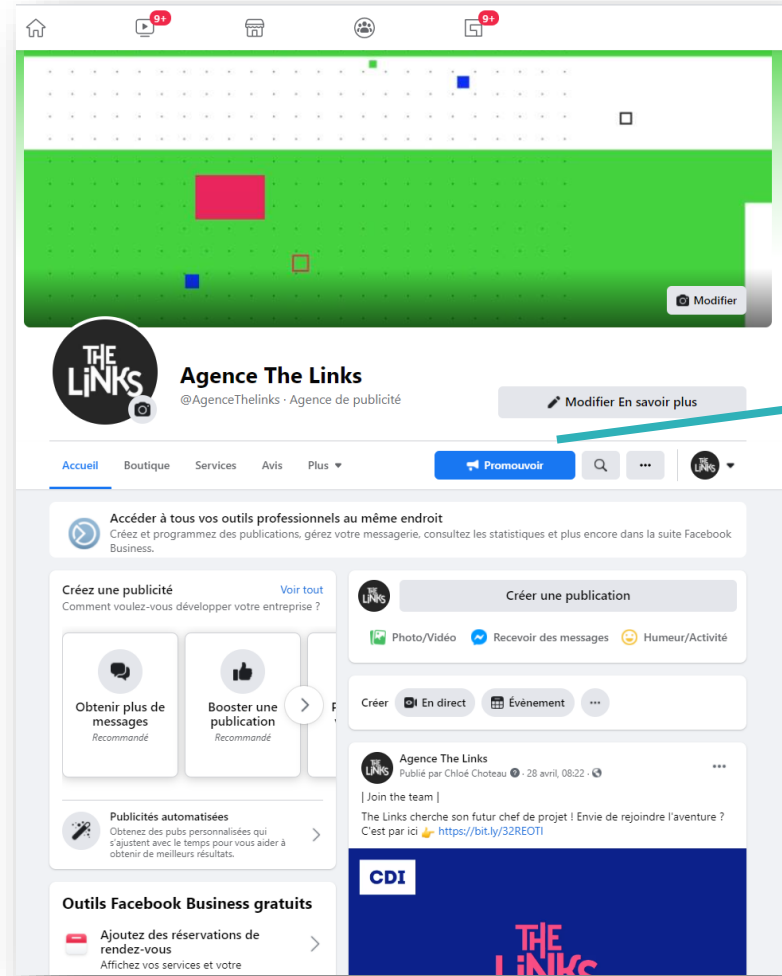 9+
9+
Modifier
THE
LiNKS
Agence The Links
@AgenceThelinks · Agence de publicité
Modifier En savoir plus
Accueil Boutique Services Avis Plus
Promouvoir
THE
LiNKS
Accéder à tous vos outils professionnels au même endroit
Créez et programmez des publications, gérez votre messagerie, consultez les statistiques et plus encore dans la suite Facebook
Business.
Créez une publicité Voir tout
Comment voulez-vous développer votre entreprise ?
Obtenir plus de
messages
Recommandé
Booster une
publication
Recommandé
Publicités automatisées
Obtenez des pubs personnalisées qui
s'ajustent avec le temps pour vous aider à
obtenir de meilleurs résultats.
Outils Facebook Business gratuits
Ajoutez des réservations de
rendez-vous
Affichez vos services et votre
THE
LiNKS
Créer une publication
Photo/Vidéo Recevoir des messages Humeur/Activité
Créer En direct Évènement
THE
LiNKS
Agence The Links
Publié par Chloé Choteau · 28 avril, 08:22 ·
| Join the team |
The Links cherche son futur chef de projet ! Envie de rejoindre l'aventure ?
C'est par ici 👉 https://bit.ly/32REOTI
CDI
THE
LiNKS